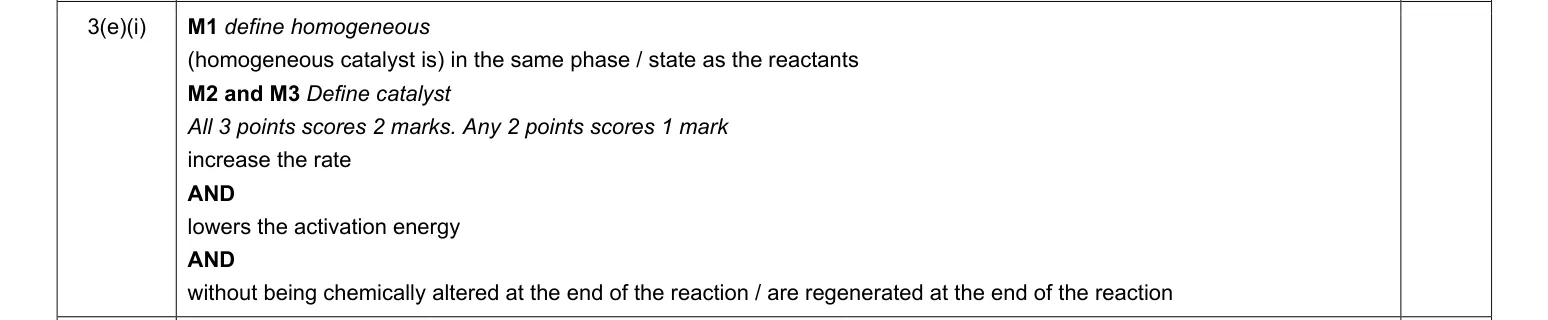 3(e)(i)
M1 define homogeneous
(homogeneous catalyst is) in the same phase / state as the reactants
M2 and M3 Define catalyst
All 3 points scores 2 marks. Any 2 points scores 1 mark
increase the rate
AND
lowers the activation energy
AND
without being chemically altered at the end of the reaction / are regenerated at the end of the reaction